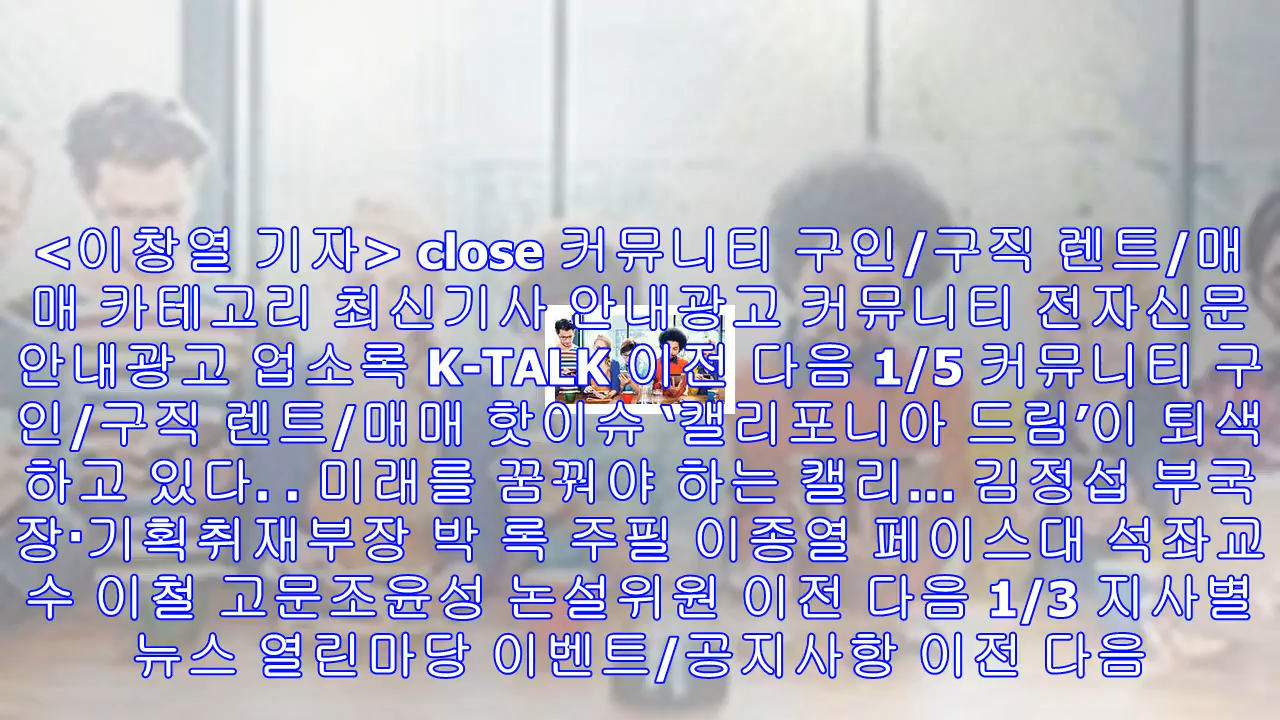 <이창열 기자> close 커뮤니티 구인/구직 렌트/매
매 카테고리 최신기사 안내광고 커뮤니티 전자신문
안내광고 업소록 K-TALK 이전 다음 1/5 커뮤니티 구
인/구직 렌트/매매 핫이슈 ‘캘리포니아 드림’이 퇴색
하고 있다. . 미래를 꿈꿔야 하는 캘리... 김정섭 부국
장·기획취재부장 박 록 주필 이종열 페이스대 석좌교
수 이철 고문조윤성 논설위원 이전 다음 1/3 지사별
뉴스 열린마당 이벤트/공지사항 이전 다음